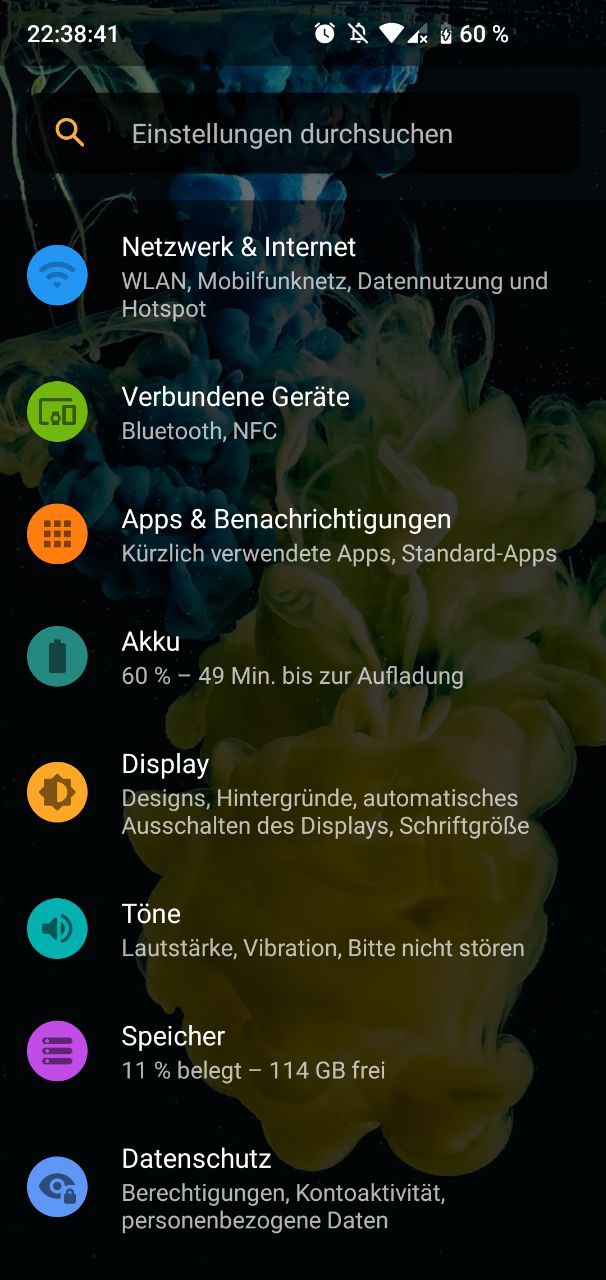 22:38:41 60 %
Einstellungen durchsuchen
Netzwerk & Internet
WLAN, Mobilfunknetz, Datennutzung und
Hotspot
Verbundene Geräte
Bluetooth, NFC
Apps & Benachrichtigungen
Kürzlich verwendete Apps, Standard-Apps
Akku
60 % – 49 Min. bis zur Aufladung
Display
Designs, Hintergründe, automatisches
Ausschalten des Displays, Schriftgröße
Töne
Lautstärke, Vibration, Bitte nicht stören
Speicher
11 % belegt – 114 GB frei
Datenschutz
Berechtigungen, Kontoaktivität,
personenbezogene Daten